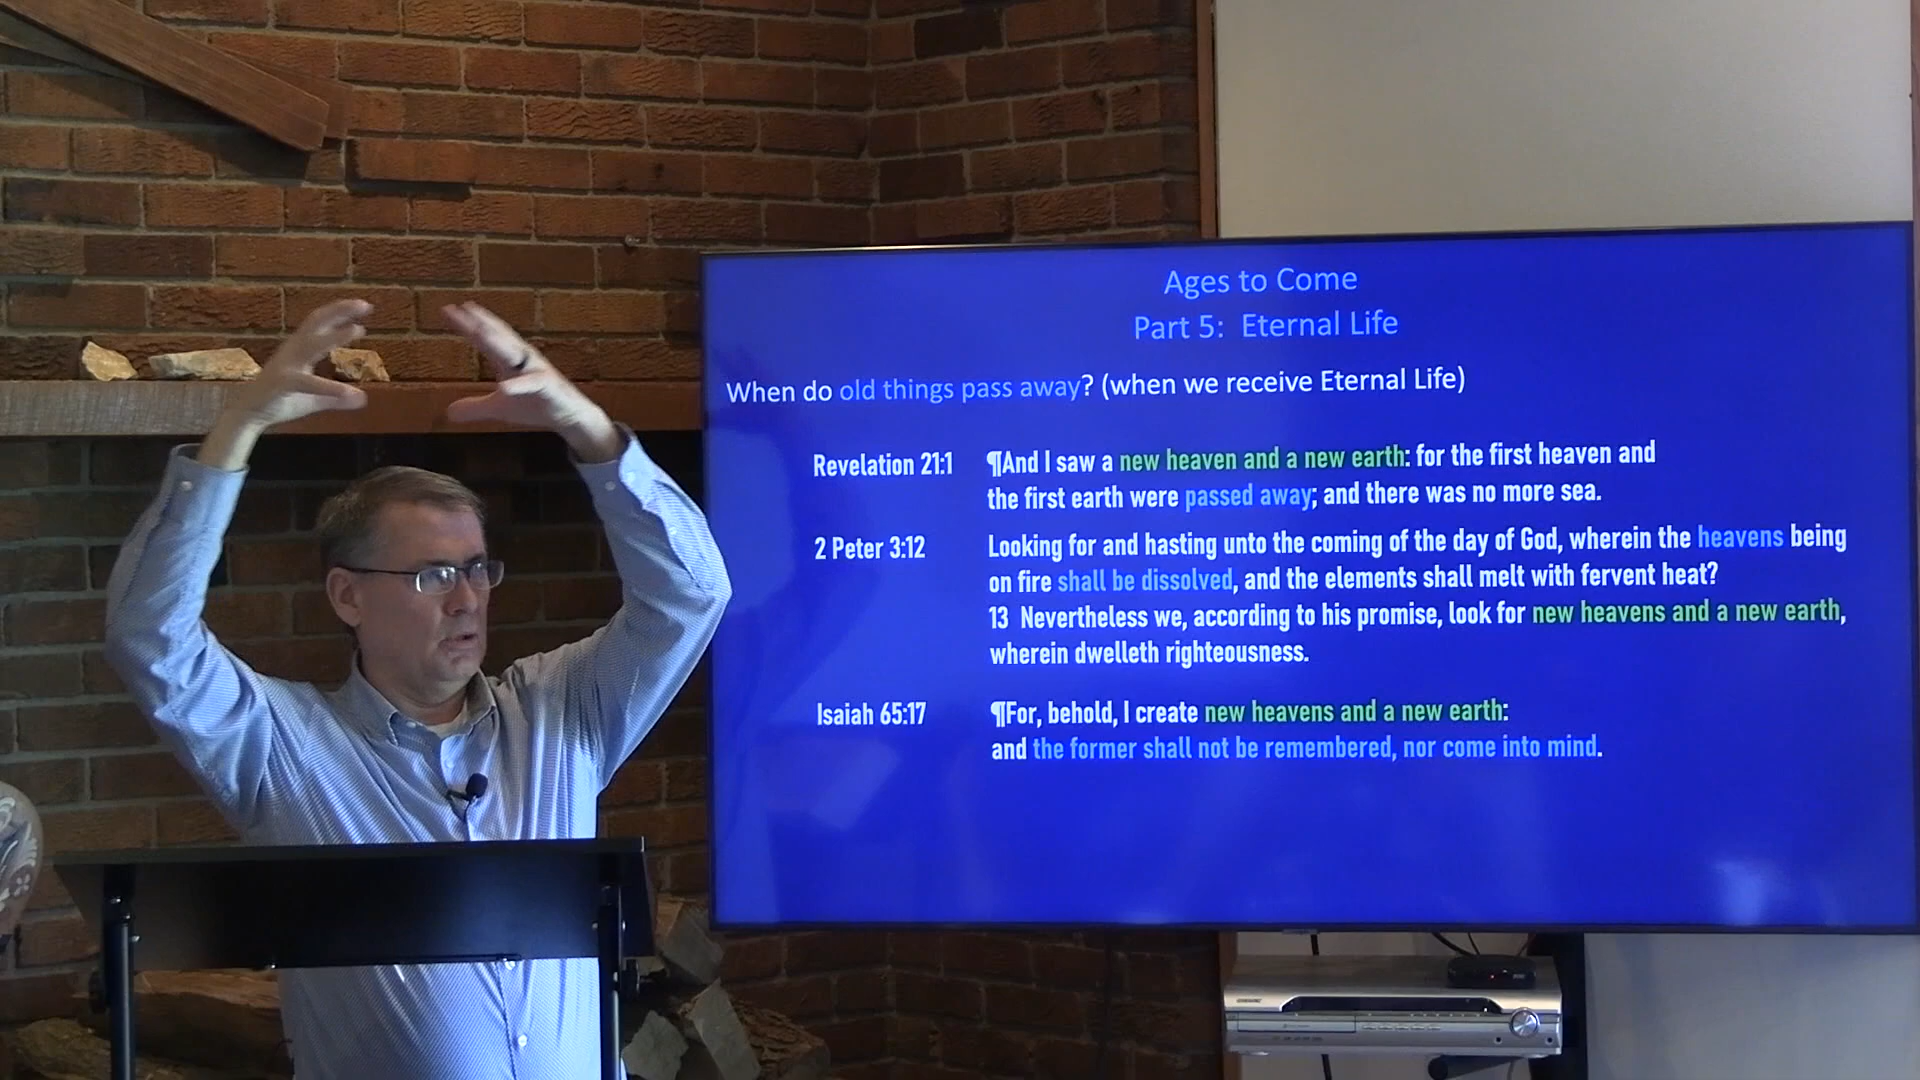 Ages to Come
Part 5: Eternal Life
When do old things pass away? (when we receive Eternal Life)
Revelation 21:1 ¶And I saw a new heaven and a new earth: for the first heaven and
the first earth were passed away; and there was no more sea.
2 Peter 3:12 Looking for and hasting unto the coming of the day of God, wherein the heavens being
on fire shall be dissolved, and the elements shall melt with fervent heat?
13 Nevertheless we, according to his promise, look for new heavens and a new earth,
wherein dwelleth righteousness.
Isaiah 65:17 ¶For, behold, I create new heavens and a new earth:
and the former shall not be remembered, nor come into mind.